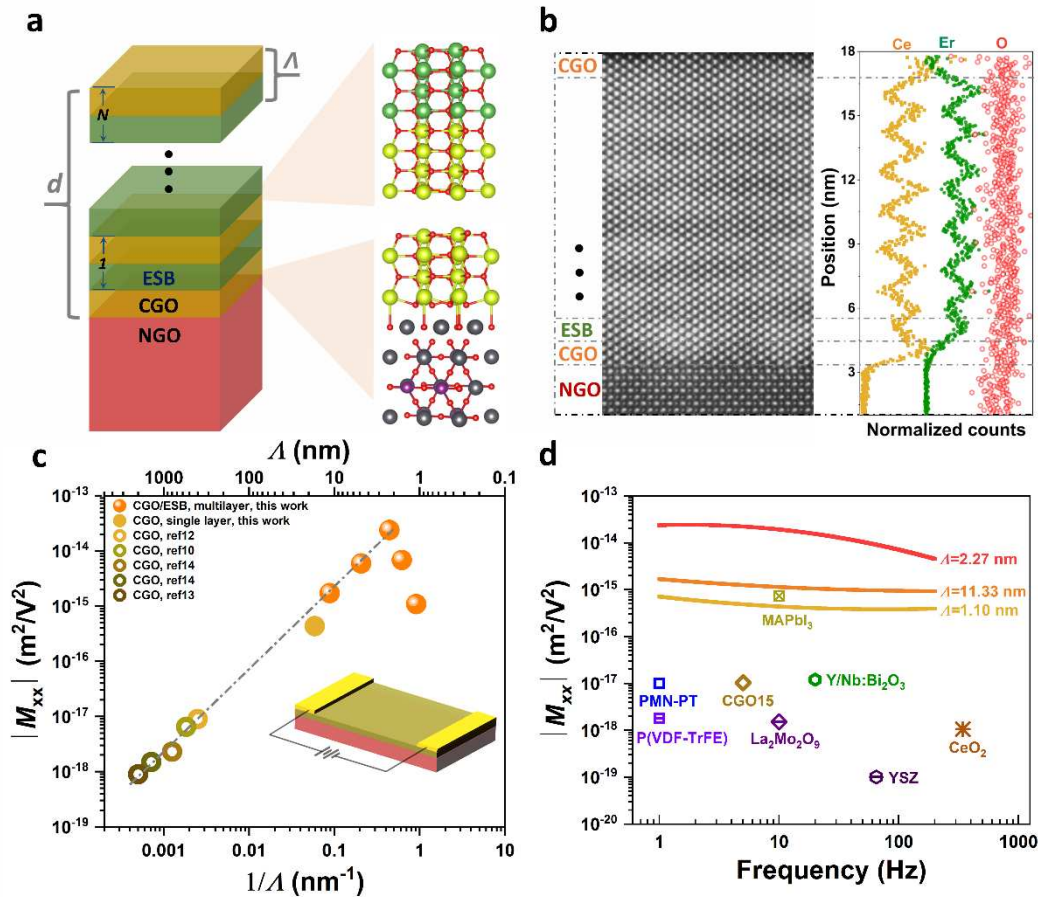 a
Λ
N
d
1
ESB
CGO
NGO
b
Ce Er O
CGO
ESB
CGO
NGO
Position (nm)
18
15
12
9
6
3
Normalized counts
c
Λ (nm)
1000 100 10 1 0.1
|Mxx| (m²/V²)
10⁻¹³
10⁻¹⁴
10⁻¹⁵
10⁻¹⁶
10⁻¹⁷
10⁻¹⁸
10⁻¹⁹
CGO/ESB, multilayer, this work
CGO, single layer, this work
CGO, ref12
CGO, ref10
CGO, ref14
CGO, ref14
CGO, ref13
0.001 0.01 0.1 1 10
1/Λ (nm⁻¹)
d
|Mxx| (m²/V²)
10⁻¹³
10⁻¹⁴
10⁻¹⁵
10⁻¹⁶
10⁻¹⁷
10⁻¹⁸
10⁻¹⁹
10⁻²⁰
Λ=2.27 nm
Λ=11.33 nm
Λ=1.10 nm
MAPbI₃
PMN-PT
CGO15
Y/Nb:Bi₂O₃
P(VDF-TrFE)
La₂Mo₂O₉
CeO₂
YSZ
1 10 100 1000
Frequency (Hz)